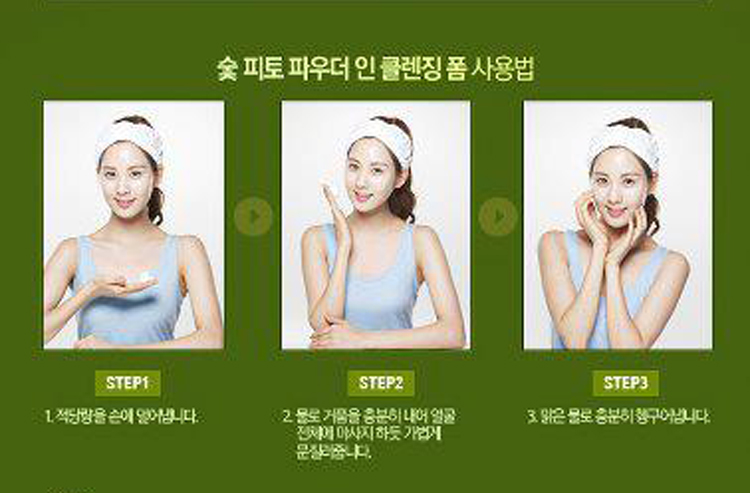 숯 피토 파우더 인 클렌징 폼 사용법
STEP1
STEP2
STEP3
1. 적당량을 손에 덜어냅니다.
2. 물로 거품을 충분히 내어 얼굴
전체에 마사지 하듯 가볍게
문질러줍니다.
3. 맑은 물로 충분히 헹구어냅니다.